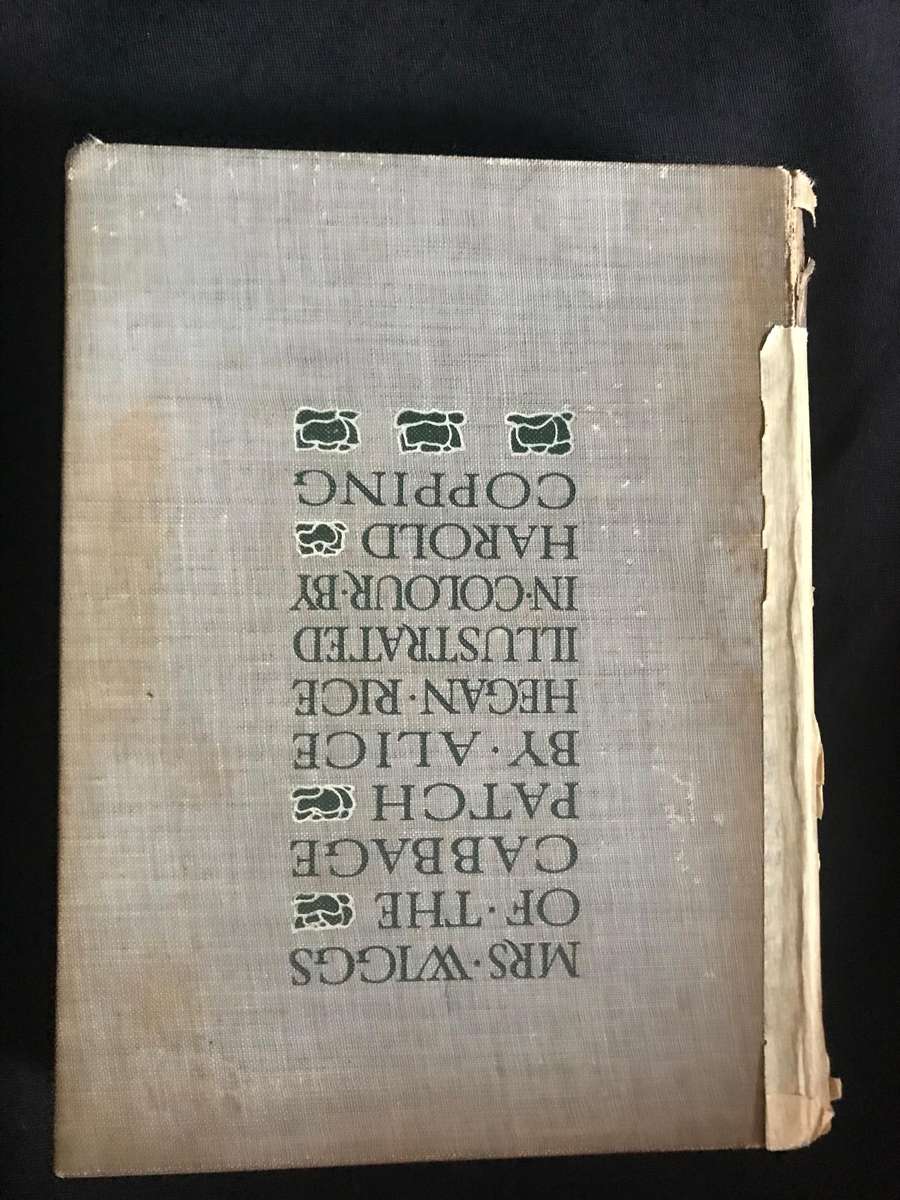 MRS·WIGGS
OF·THE
CABBAGE
PATCH
BY·ALICE
HEGAN·RICE
ILLUSTRATED
IN·COLOUR·BY
HAROLD
COPPING